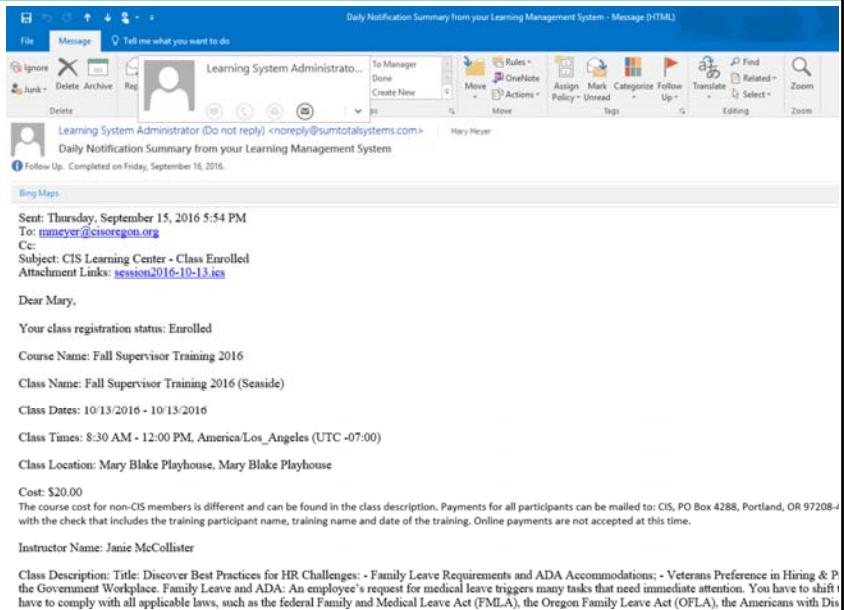 Daily Notification Summary from your Learning Management System - Message (HTML)
File Message Tell me what you want to do
Ignore
Junk
Delete Archive
Learning System Administrato...
To Manager
Done
Create New
Move
Rules
OneNote
Actions
Assign Policy Mark Unread Categorize Follow Up
Translate
Find
Related
Select
Zoom
Delete Move Tags Editing Zoom
Learning System Administrator (Do not reply) <noreply@sumtotalsystems.com> Mary Meyer
Daily Notification Summary from your Learning Management System
Follow Up. Completed on Friday, September 16, 2016.
Bing Maps
Sent: Thursday, September 15, 2016 5:54 PM
To: mmeyer@cisoregon.org
Cc:
Subject: CIS Learning Center - Class Enrolled
Attachment Links: session2016-10-13.ics
Dear Mary,
Your class registration status: Enrolled
Course Name: Fall Supervisor Training 2016
Class Name: Fall Supervisor Training 2016 (Seaside)
Class Dates: 10/13/2016 - 10/13/2016
Class Times: 8:30 AM - 12:00 PM, America/Los_Angeles (UTC -07:00)
Class Location: Mary Blake Playhouse, Mary Blake Playhouse
Cost: $20.00
The course cost for non-CIS members is different and can be found in the class description. Payments for all participants can be mailed to: CIS, PO Box 4288, Portland, OR 97208-
with the check that includes the training participant name, training name and date of the training. Online payments are not accepted at this time.
Instructor Name: Janie McCollister
Class Description: Title: Discover Best Practices for HR Challenges: - Family Leave Requirements and ADA Accommodations; - Veterans Preference in Hiring & P
the Government Workplace. Family Leave and ADA: An employee's request for medical leave triggers many tasks that need immediate attention. You have to shift
have to comply with all applicable laws, such as the federal Family and Medical Leave Act (FMLA), the Oregon Family Leave Act (OFLA), the Americans with Dis